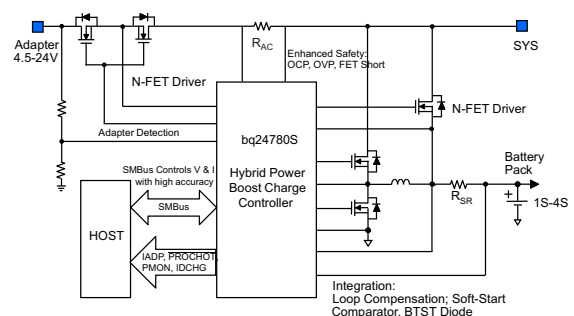 Adapter
4.5-24V
R_AC
SYS
Enhanced Safety:
OCP, OVP, FET Short
N-FET Driver
N-FET Driver
Adapter Detection
bq24780S
Hybrid Power
Boost Charge
Controller
SMBus Controls V & I
with high accuracy
SMBus
HOST
IADP, PROCHOT,
PMON, IDCHG
Battery
Pack
R_SR
+
1S-4S
Integration:
Loop Compensation; Soft-Start
Comparator, BTST Diode